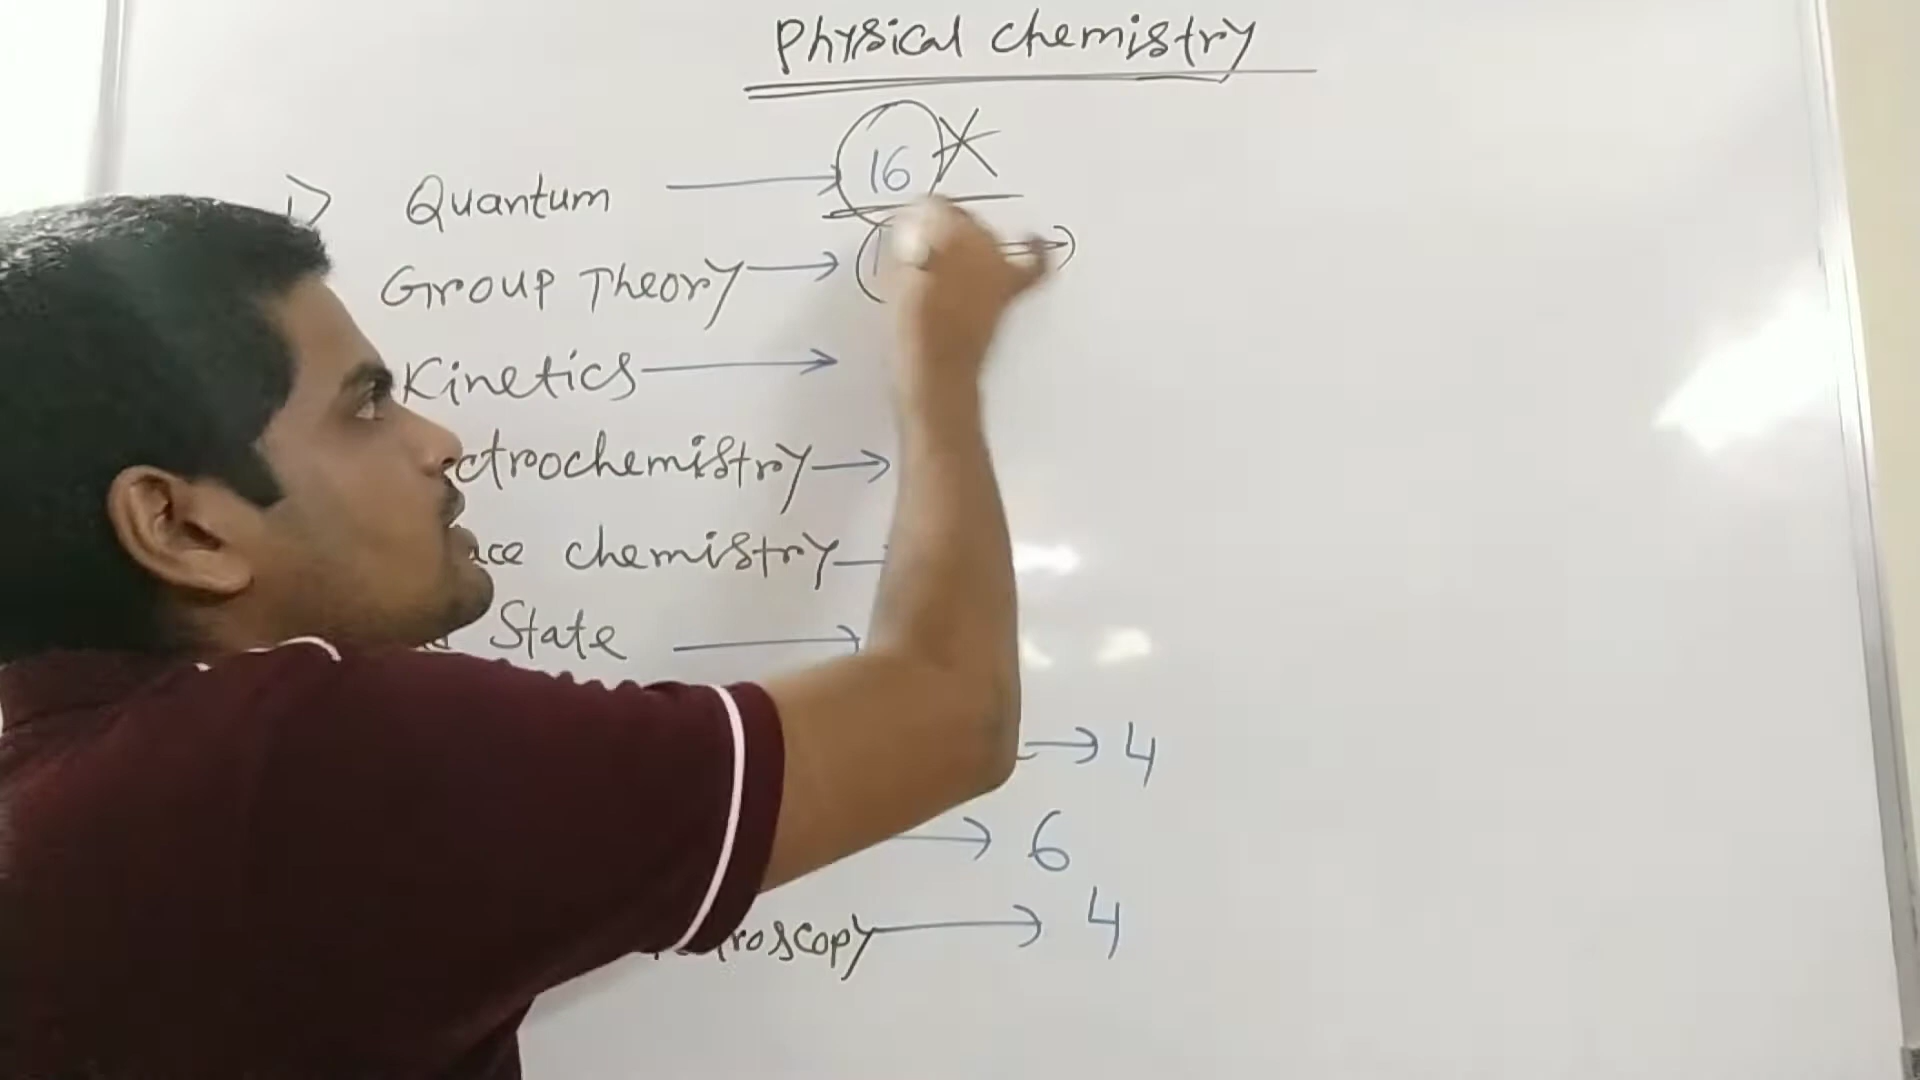 Physical chemistry
1) Quantum → 16 *
Group Theory → (
Kinetics →
ctrochemistry →
ace chemistry
State →
→ 4
→ 6
roscopy → 4